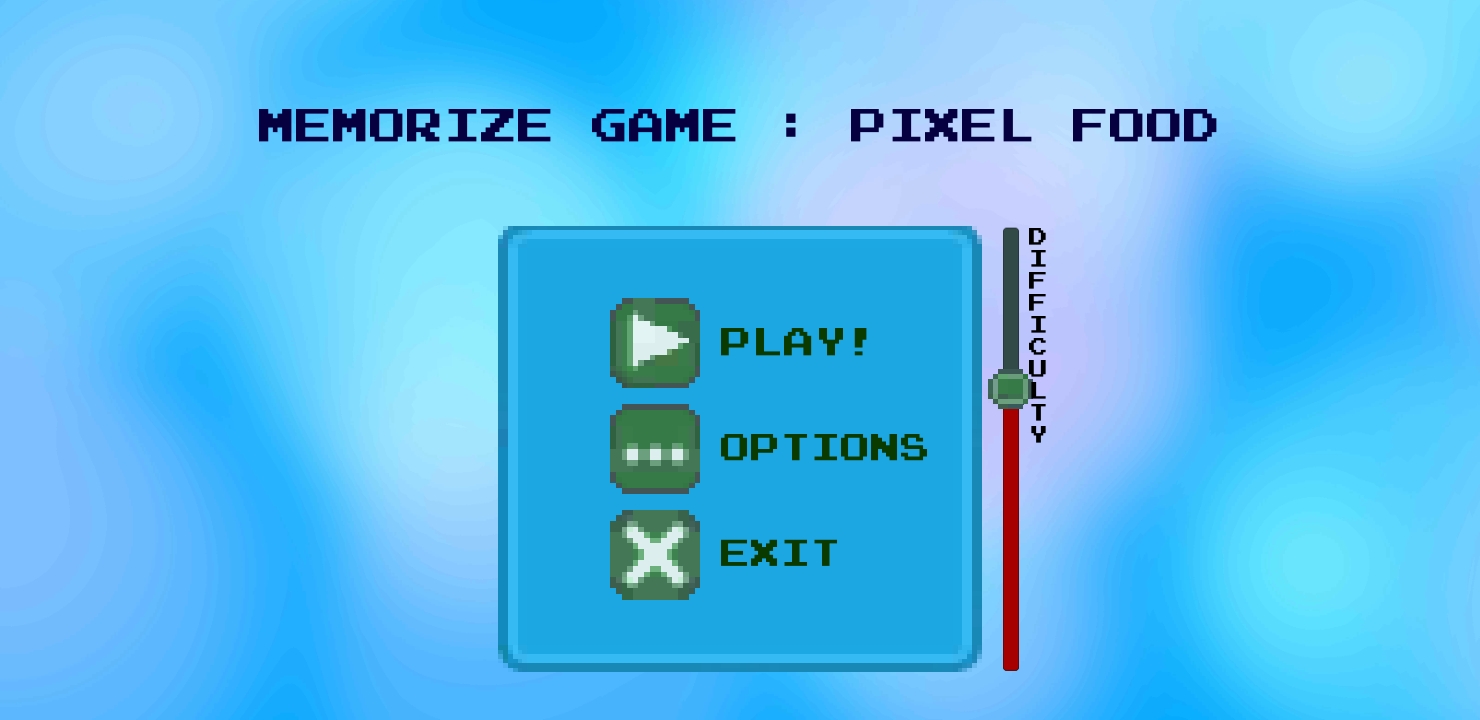 MEMORIZE GAME : PIXEL FOOD
PLAY!
OPTIONS
EXIT
DIFFICULTY